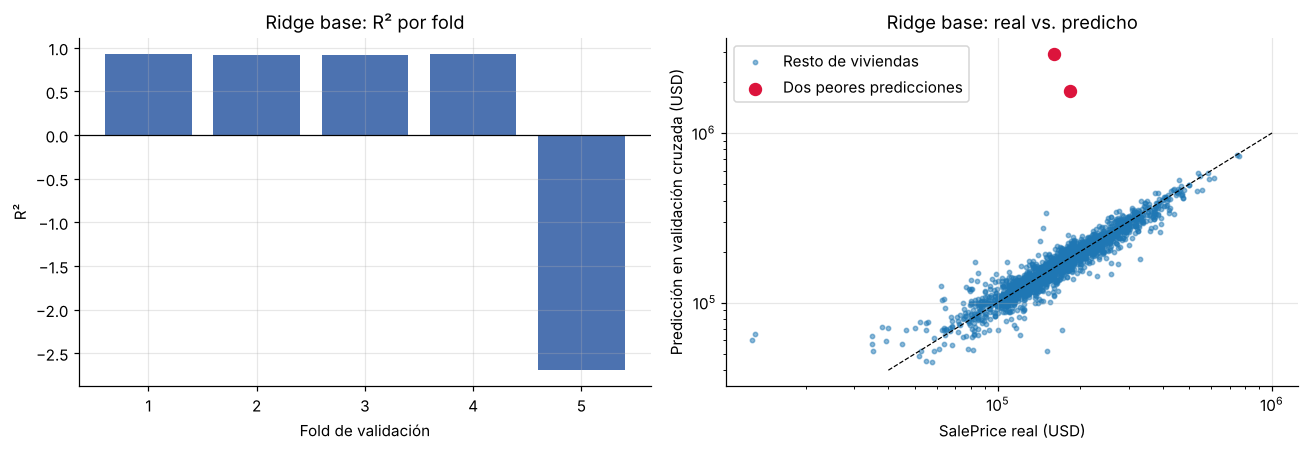 Ridge base: R² por fold
1.0
0.5
0.0
−0.5
−1.0
−1.5
−2.0
−2.5
R²
1 2 3 4 5
Fold de validación
Ridge base: real vs. predicho
Resto de viviendas
Dos peores predicciones
10⁶
10⁵
Predicción en validación cruzada (USD)
10⁵ 10⁶
SalePrice real (USD)